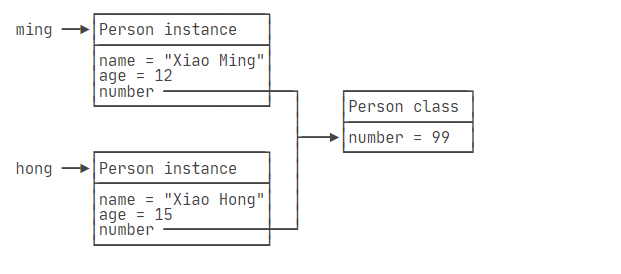 ming
Person instance
name = "Xiao Ming"
age = 12
number
Person class
number = 99
hong
Person instance
name = "Xiao Hong"
age = 15
number